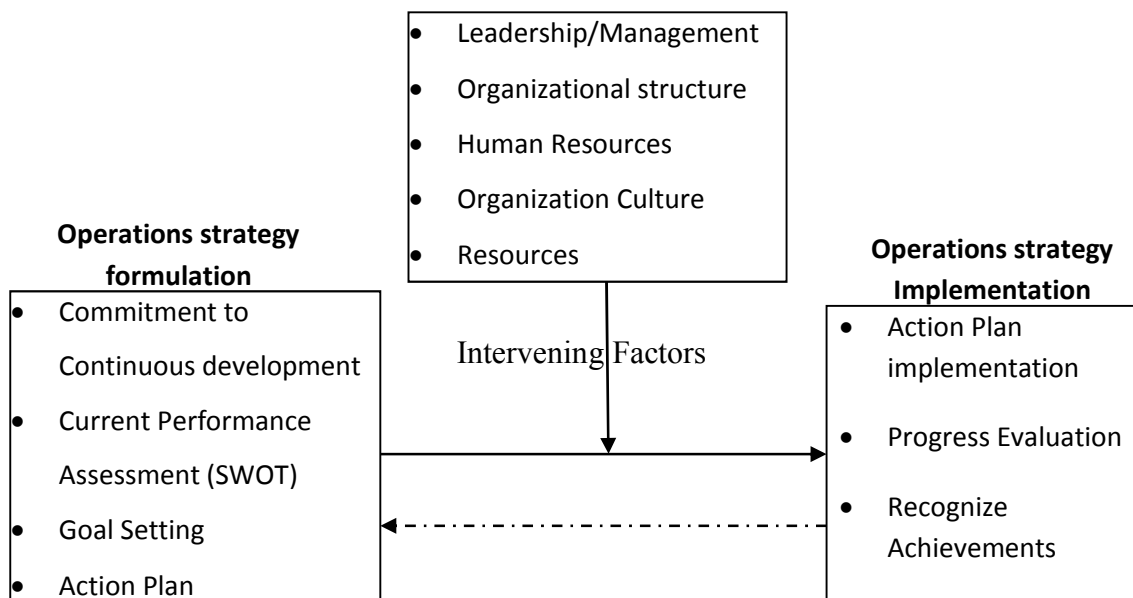 • Leadership/Management
• Organizational structure
• Human Resources
• Organization Culture
• Resources
Intervening Factors
Operations strategy
formulation
• Commitment to
Continuous development
• Current Performance
Assessment (SWOT)
• Goal Setting
• Action Plan
Operations strategy
Implementation
• Action Plan
implementation
• Progress Evaluation
• Recognize
Achievements